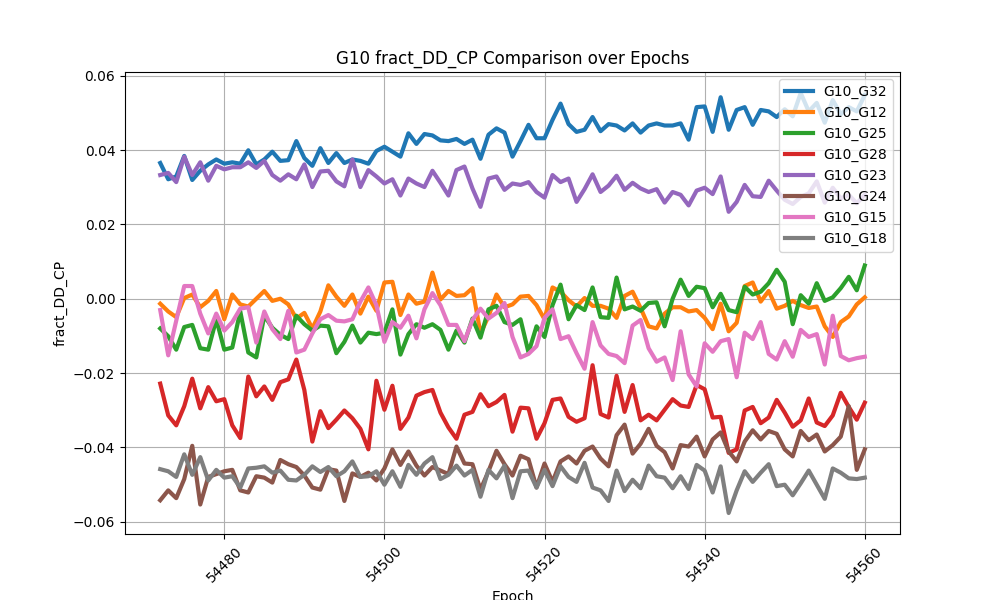 G10 fract_DD_CP Comparison over Epochs
fract_DD_CP
0.06
0.04
0.02
0.00
−0.02
−0.04
−0.06
G10_G32
G10_G12
G10_G25
G10_G28
G10_G23
G10_G24
G10_G15
G10_G18
54480
54500
54520
54540
54560
Epoch